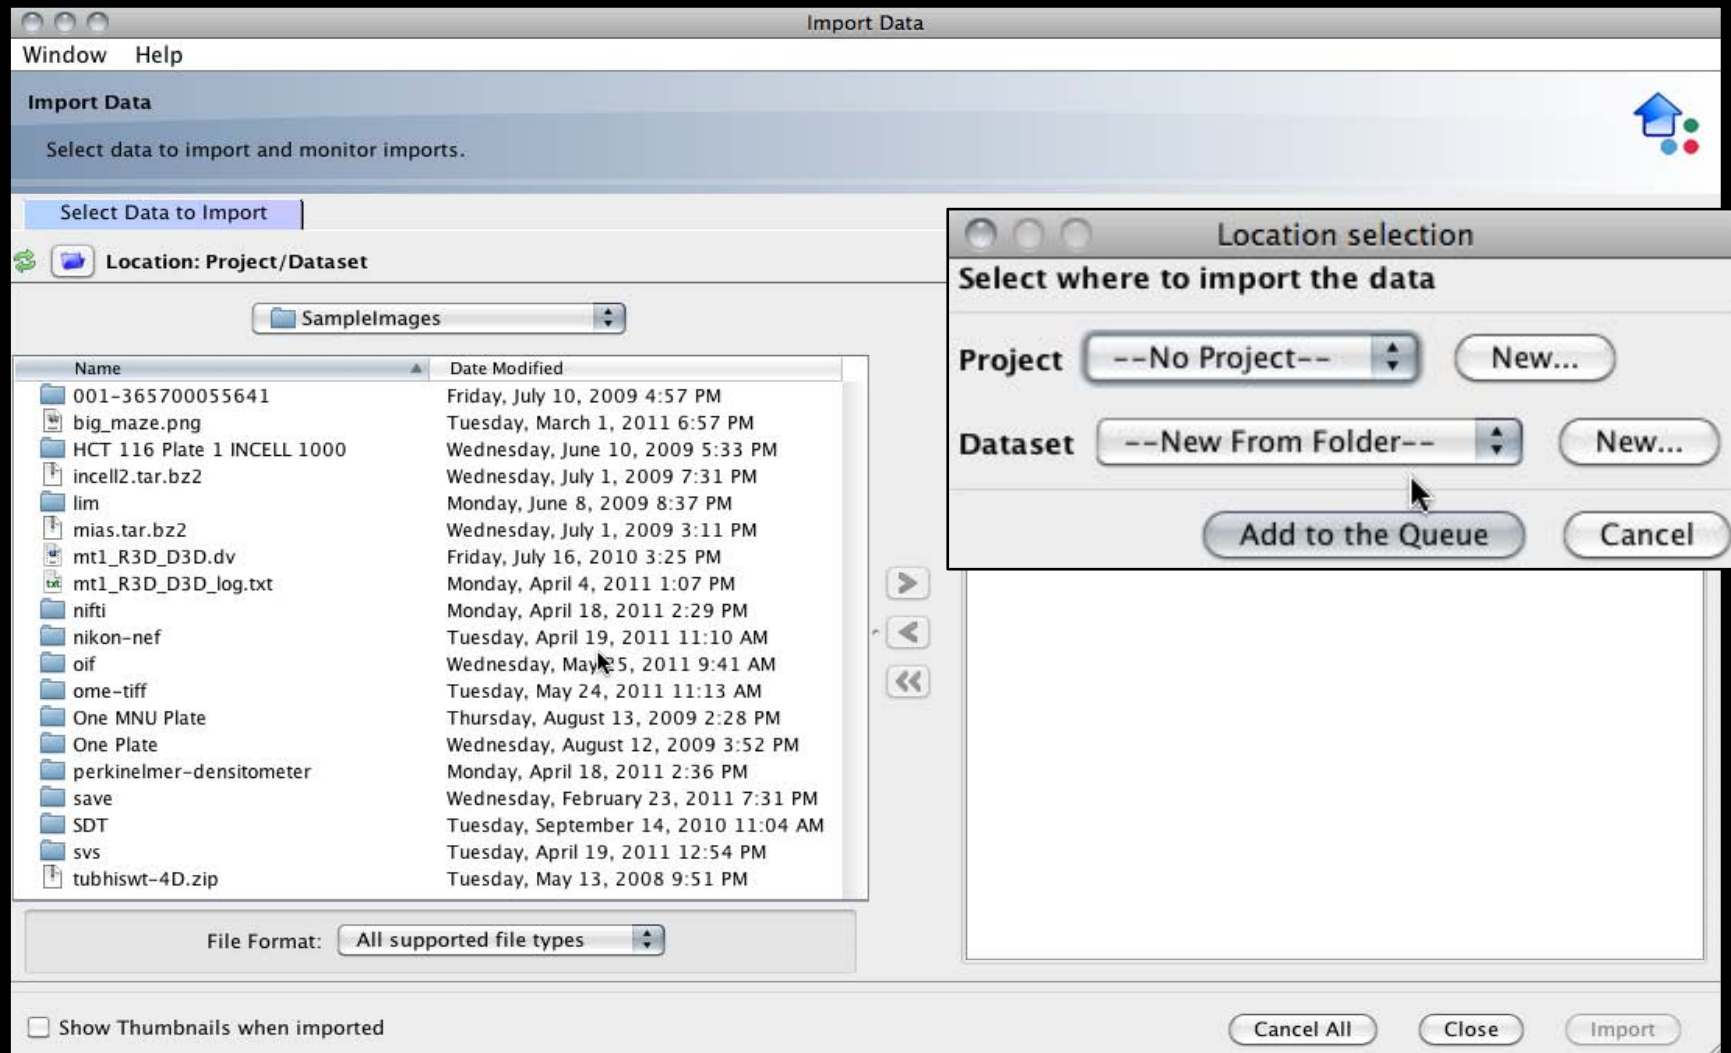 Import Data
Window Help
Import Data
Select data to import and monitor imports.
Select Data to Import
Location: Project/Dataset
SampleImages
Name Date Modified
001-365700055641 Friday, July 10, 2009 4:57 PM
big_maze.png Tuesday, March 1, 2011 6:57 PM
HCT 116 Plate 1 INCELL 1000 Wednesday, June 10, 2009 5:33 PM
incell2.tar.bz2 Wednesday, July 1, 2009 7:31 PM
lim Monday, June 8, 2009 8:37 PM
mias.tar.bz2 Wednesday, July 1, 2009 3:11 PM
mt1_R3D_D3D.dv Friday, July 16, 2010 3:25 PM
mt1_R3D_D3D_log.txt Monday, April 4, 2011 1:07 PM
nifti Monday, April 18, 2011 2:29 PM
nikon-nef Tuesday, April 19, 2011 11:10 AM
oif Wednesday, May 25, 2011 9:41 AM
ome-tiff Tuesday, May 24, 2011 11:13 AM
One MNU Plate Thursday, August 13, 2009 2:28 PM
One Plate Wednesday, August 12, 2009 3:52 PM
perkinelmer-densitometer Monday, April 18, 2011 2:36 PM
save Wednesday, February 23, 2011 7:31 PM
SDT Tuesday, September 14, 2010 11:04 AM
svs Tuesday, April 19, 2011 12:54 PM
tubhiswt-4D.zip Tuesday, May 13, 2008 9:51 PM
File Format: All supported file types
Location selection
Select where to import the data
Project --No Project-- New...
Dataset --New From Folder-- New...
Add to the Queue Cancel
Show Thumbnails when imported
Cancel All Close Import